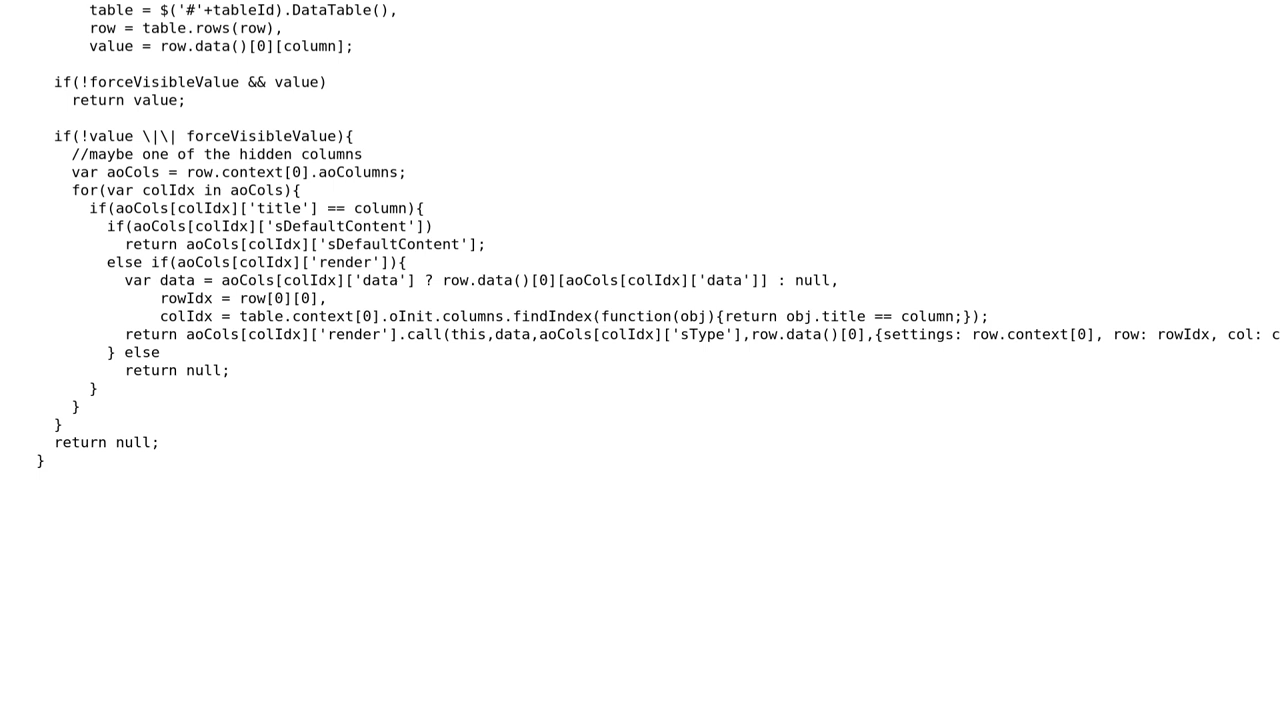 table = $('#'+tableId).DataTable(),
row = table.rows(row),
value = row.data()[0][column];
if(!forceVisibleValue && value)
return value;
if(!value \|\| forceVisibleValue){
//maybe one of the hidden columns
var aoCols = row.context[0].aoColumns;
for(var colIdx in aoCols){
if(aoCols[colIdx]['title'] == column){
if(aoCols[colIdx]['sDefaultContent'])
return aoCols[colIdx]['sDefaultContent'];
else if(aoCols[colIdx]['render']){
var data = aoCols[colIdx]['data'] ? row.data()[0][aoCols[colIdx]['data']] : null,
rowIdx = row[0][0],
colIdx = table.context[0].oInit.columns.findIndex(function(obj){return obj.title == column;});
return aoCols[colIdx]['render'].call(this,data,aoCols[colIdx]['sType'],row.data()[0],{settings: row.context[0], row: rowIdx, col: c
} else
return null;
}
}
}
return null;
}